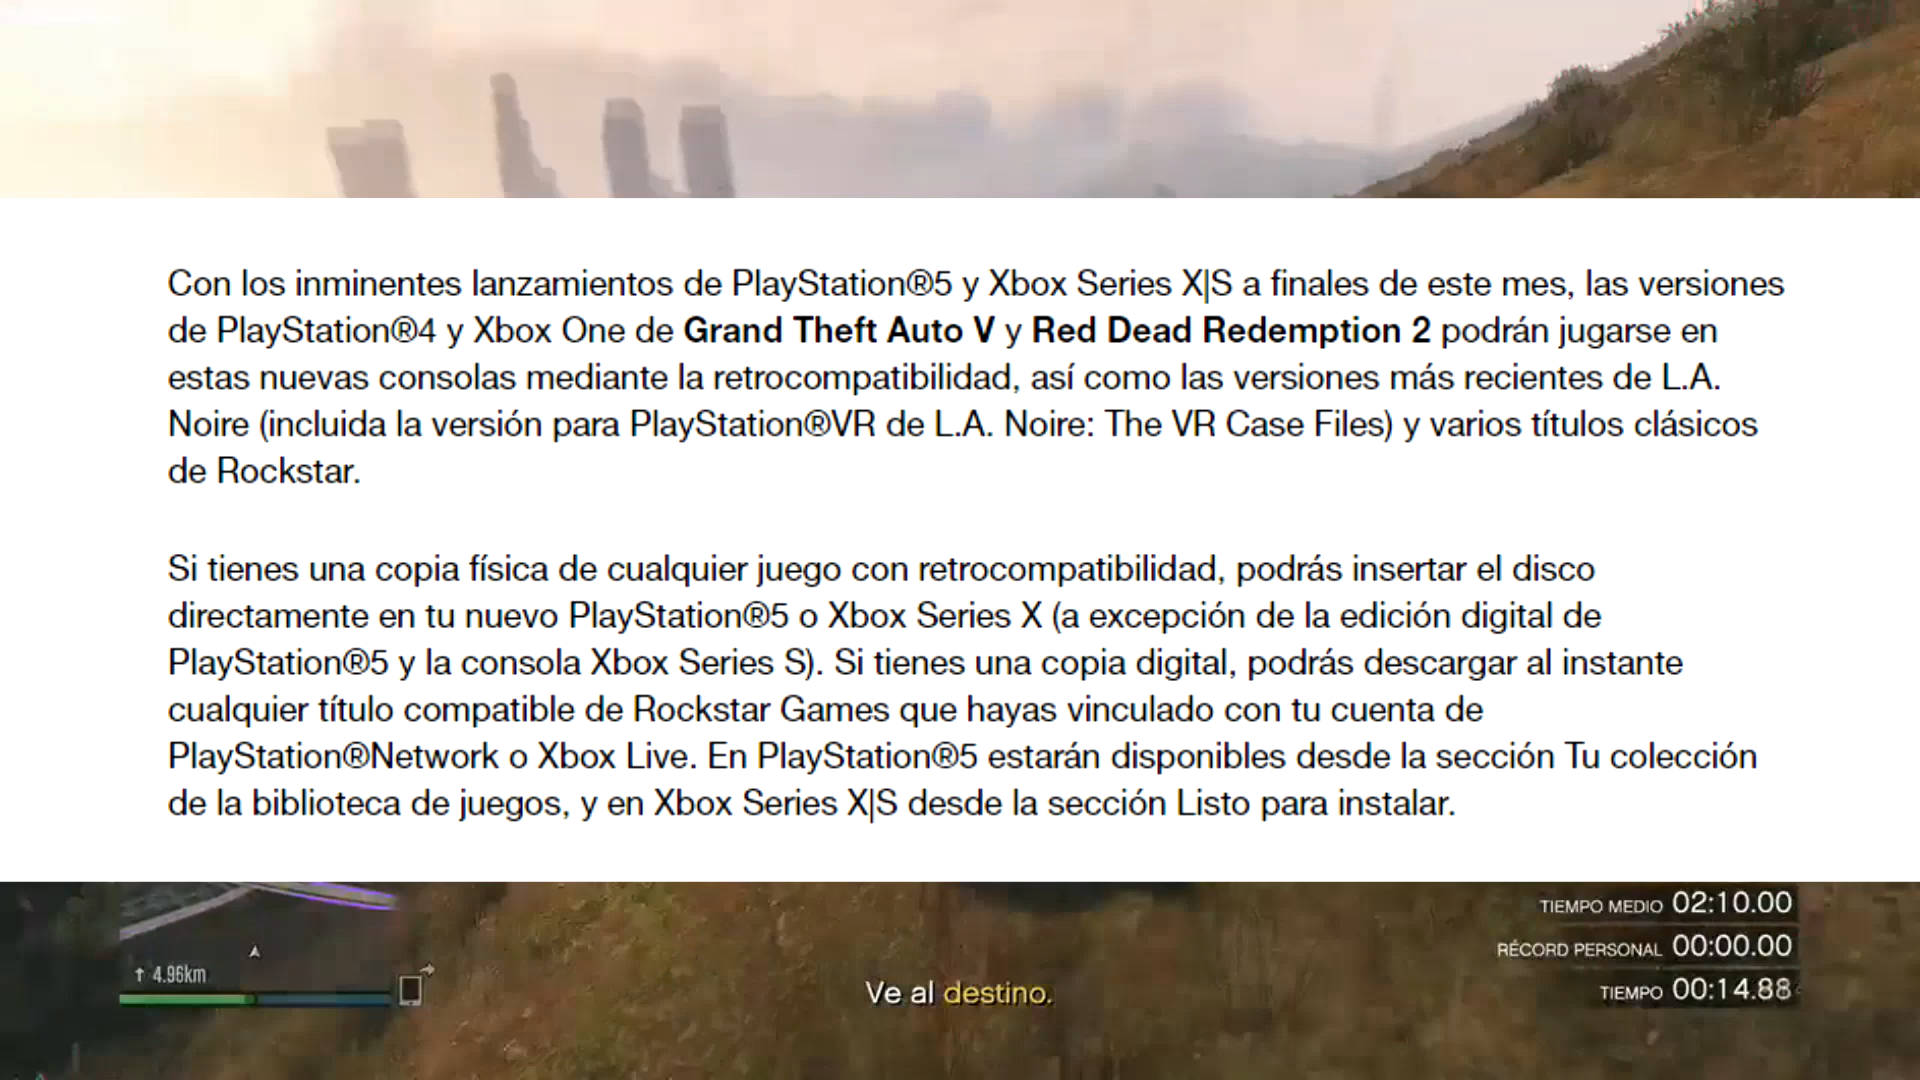 Con los inminentes lanzamientos de PlayStation®5 y Xbox Series X|S a finales de este mes, las versiones
de PlayStation®4 y Xbox One de Grand Theft Auto V y Red Dead Redemption 2 podrán jugarse en
estas nuevas consolas mediante la retrocompatibilidad, así como las versiones más recientes de L.A.
Noire (incluida la versión para PlayStation®VR de L.A. Noire: The VR Case Files) y varios títulos clásicos
de Rockstar.
Si tienes una copia física de cualquier juego con retrocompatibilidad, podrás insertar el disco
directamente en tu nuevo PlayStation®5 o Xbox Series X (a excepción de la edición digital de
PlayStation®5 y la consola Xbox Series S). Si tienes una copia digital, podrás descargar al instante
cualquier título compatible de Rockstar Games que hayas vinculado con tu cuenta de
PlayStation®Network o Xbox Live. En PlayStation®5 estarán disponibles desde la sección Tu colección
de la biblioteca de juegos, y en Xbox Series X|S desde la sección Listo para instalar.
TIEMPO MEDIO 02:10.00
RÉCORD PERSONAL 00:00.00
4.96km
Ve al destino.
TIEMPO 00:14.88